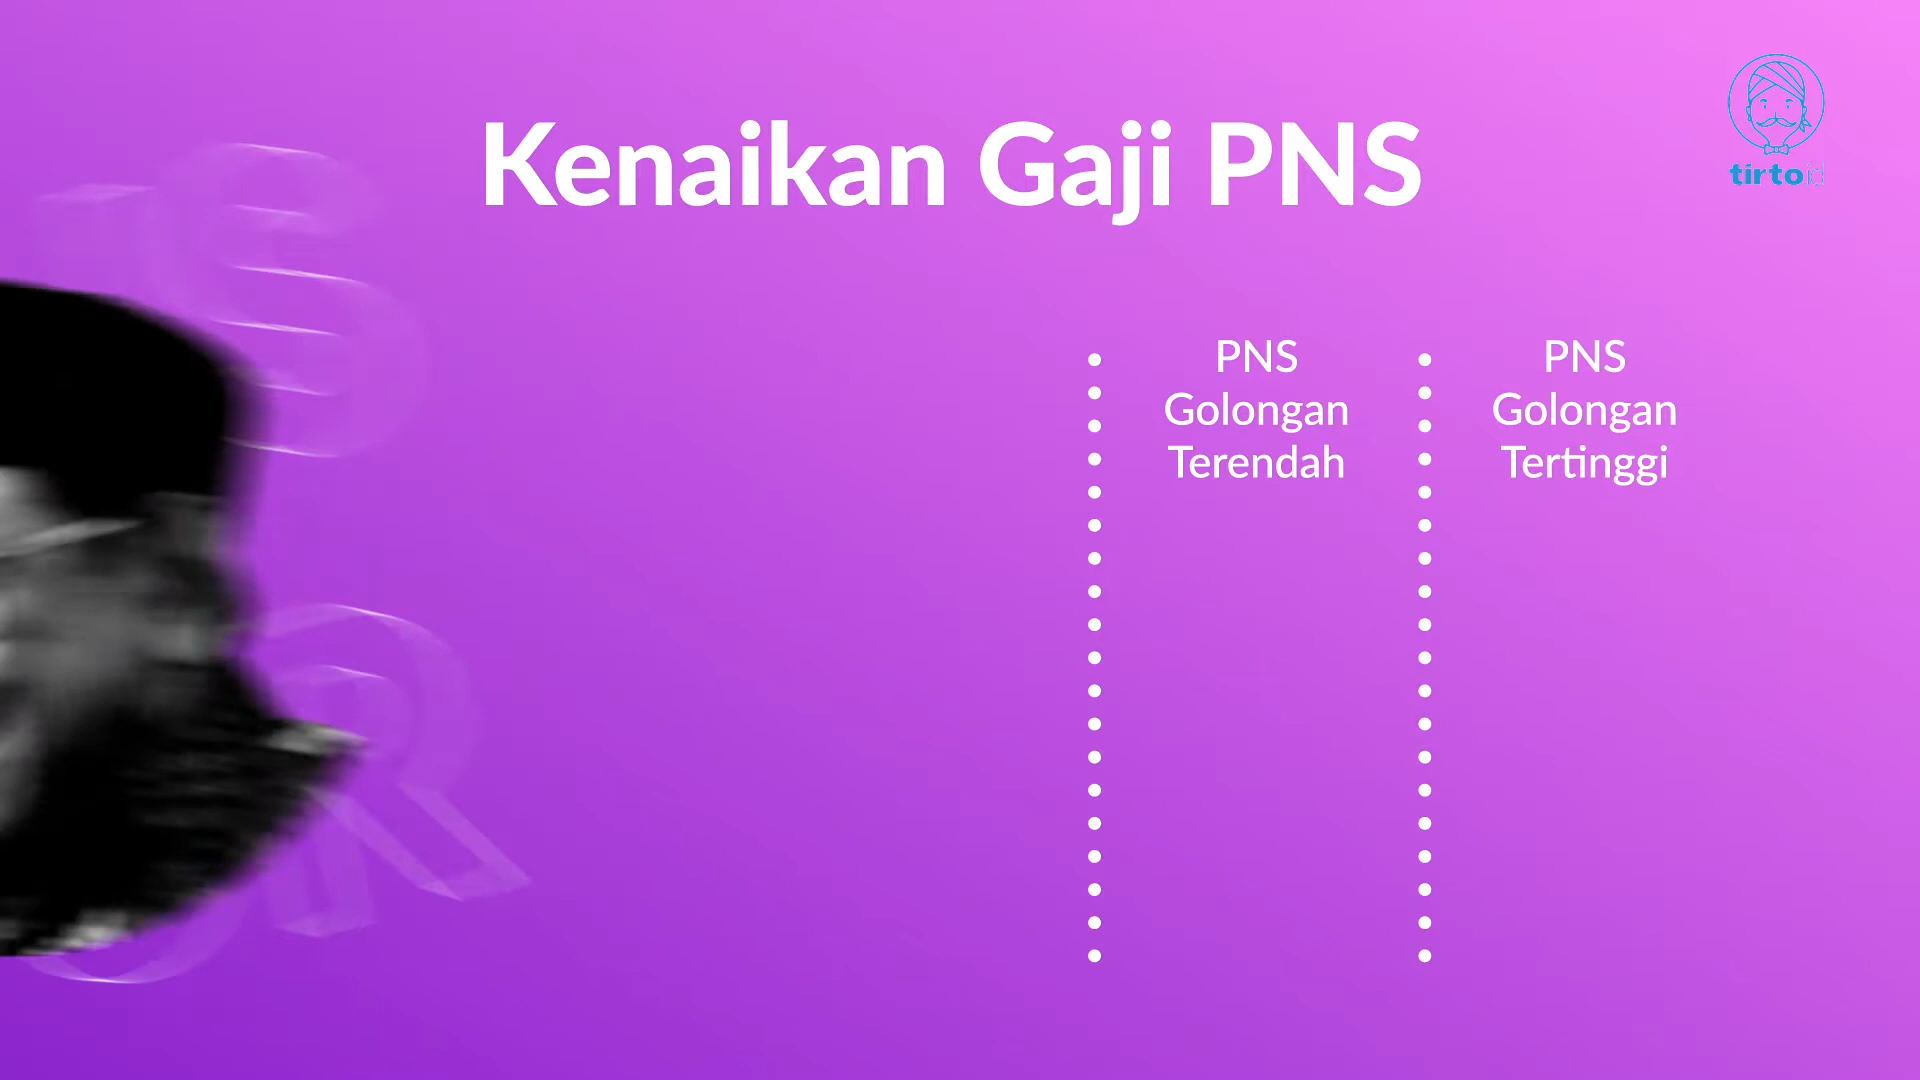 Kenaikan Gaji PNS
tirto.id
PNS
Golongan
Terendah
PNS
Golongan
Tertinggi